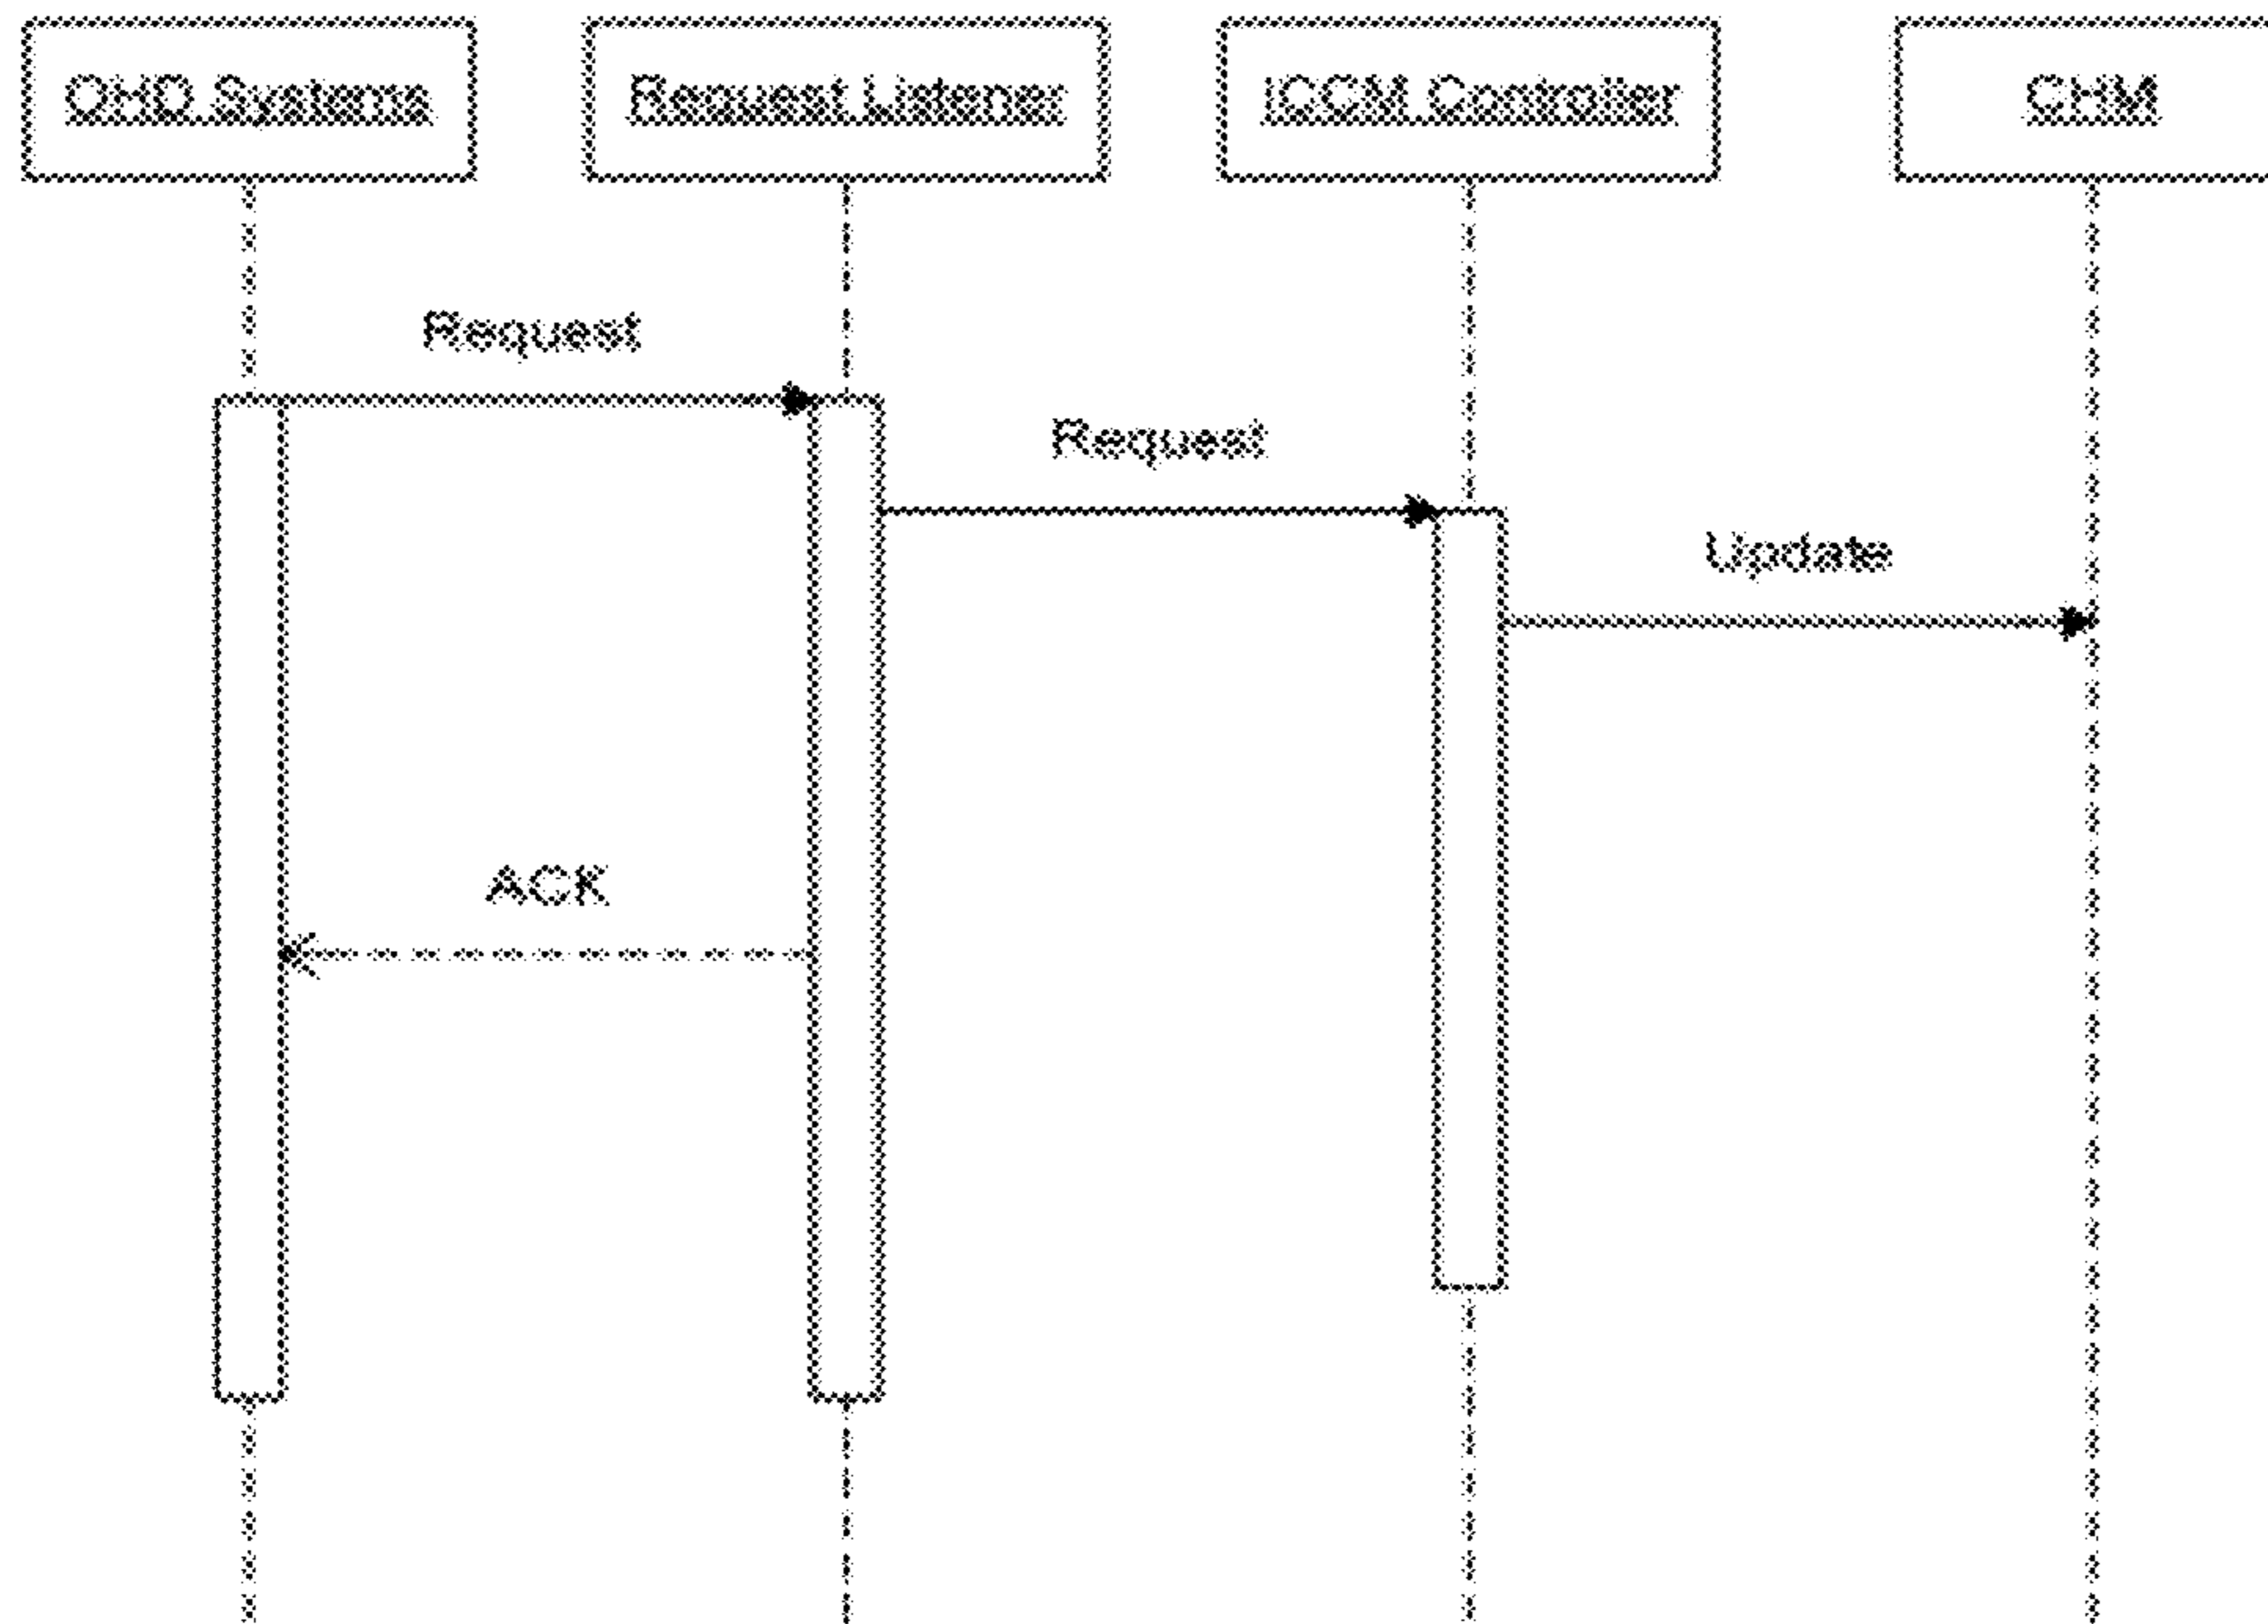 OHD Systems
Request Listener
ICCM Controller
CHM
Request
Request
Update
ACK